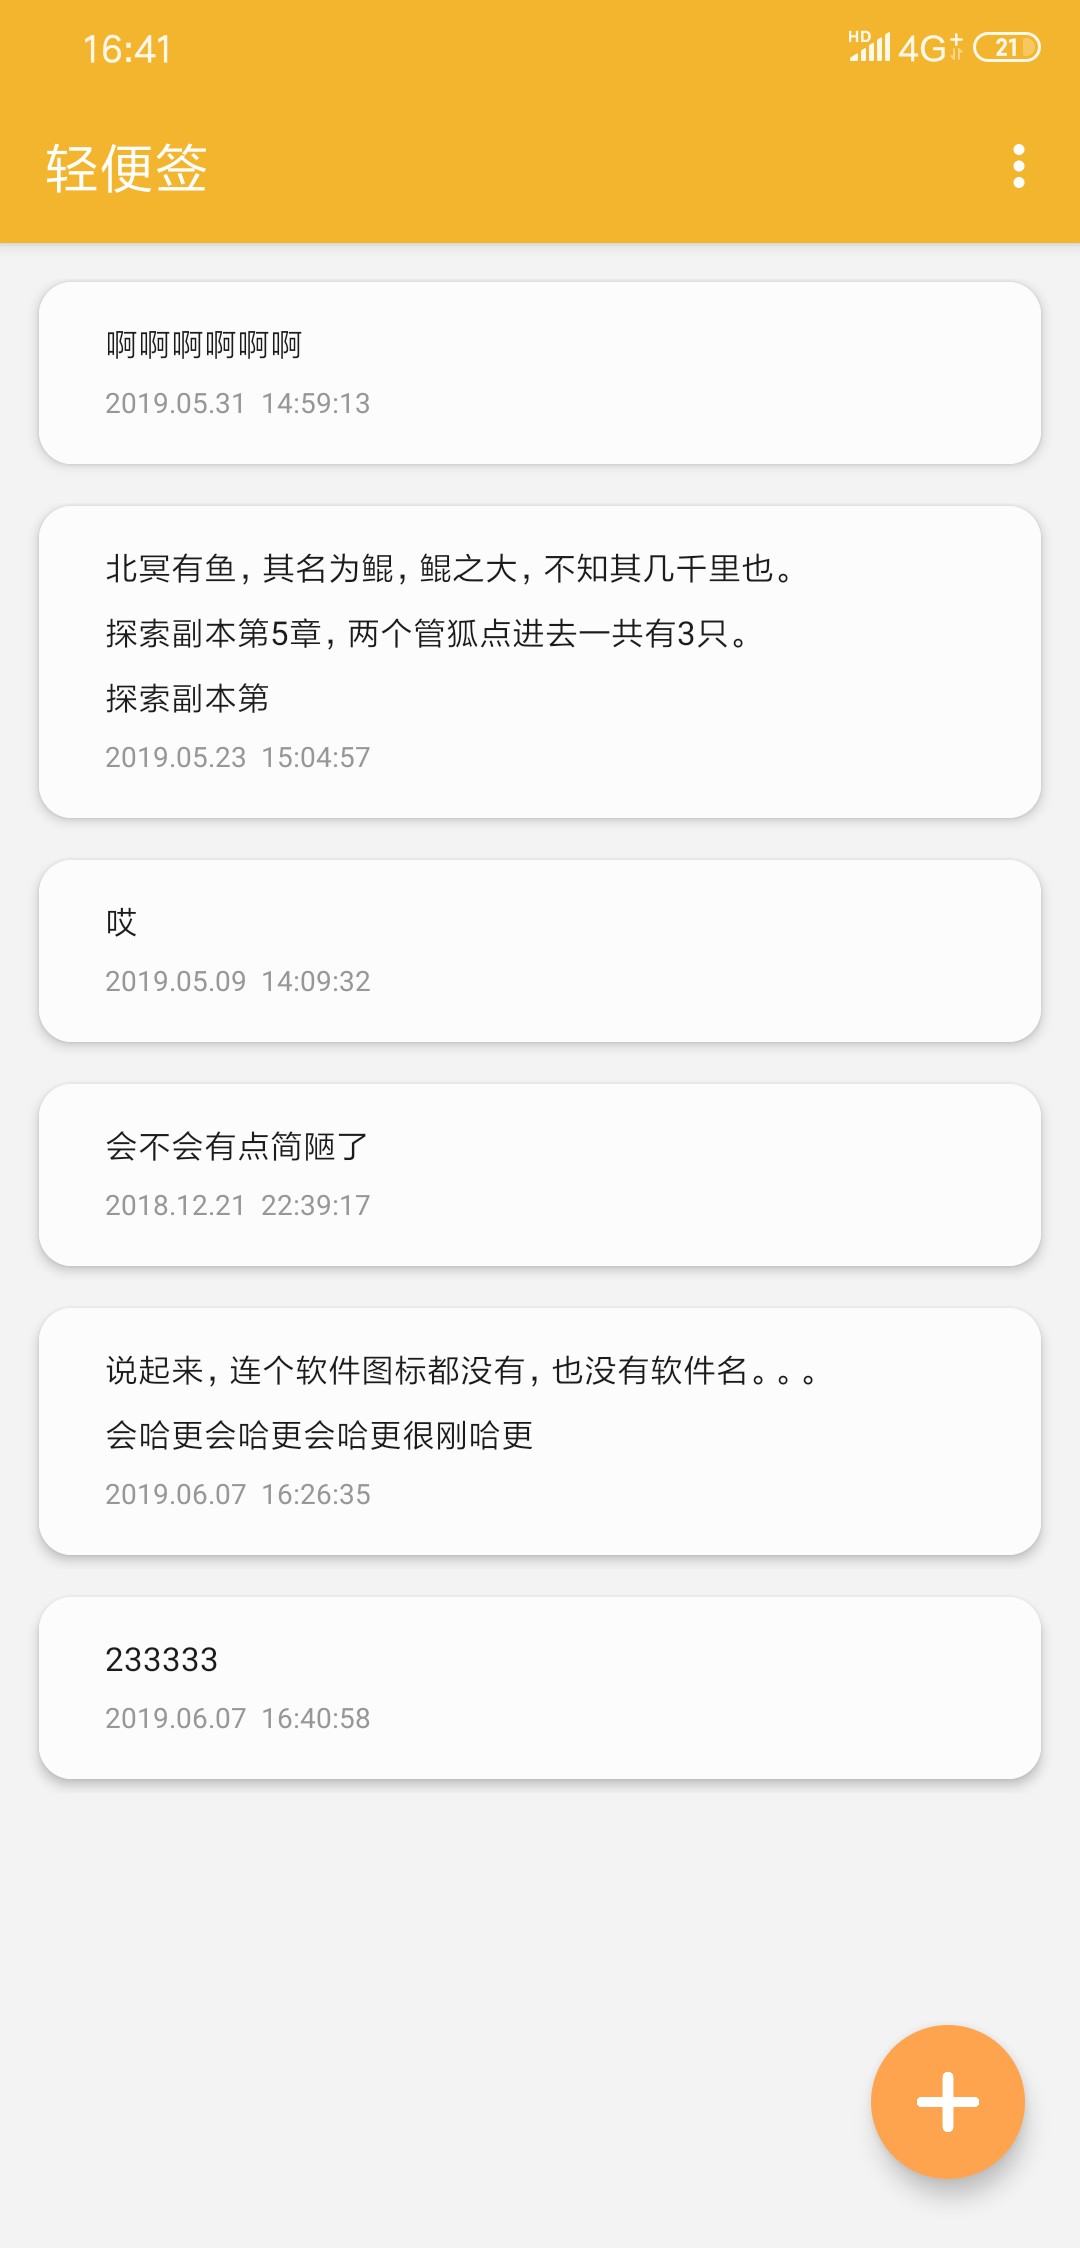 16:41
HD 4G+ 21
轻便签
啊啊啊啊啊啊
2019.05.31 14:59:13
北冥有鱼，其名为鲲，鲲之大，不知其几千里也。
探索副本第5章，两个管狐点进去一共有3只。
探索副本第
2019.05.23 15:04:57
哎
2019.05.09 14:09:32
会不会有点简陋了
2018.12.21 22:39:17
说起来，连个软件图标都没有，也没有软件名。。。
会哈更会哈更会哈更很刚哈更
2019.06.07 16:26:35
233333
2019.06.07 16:40:58